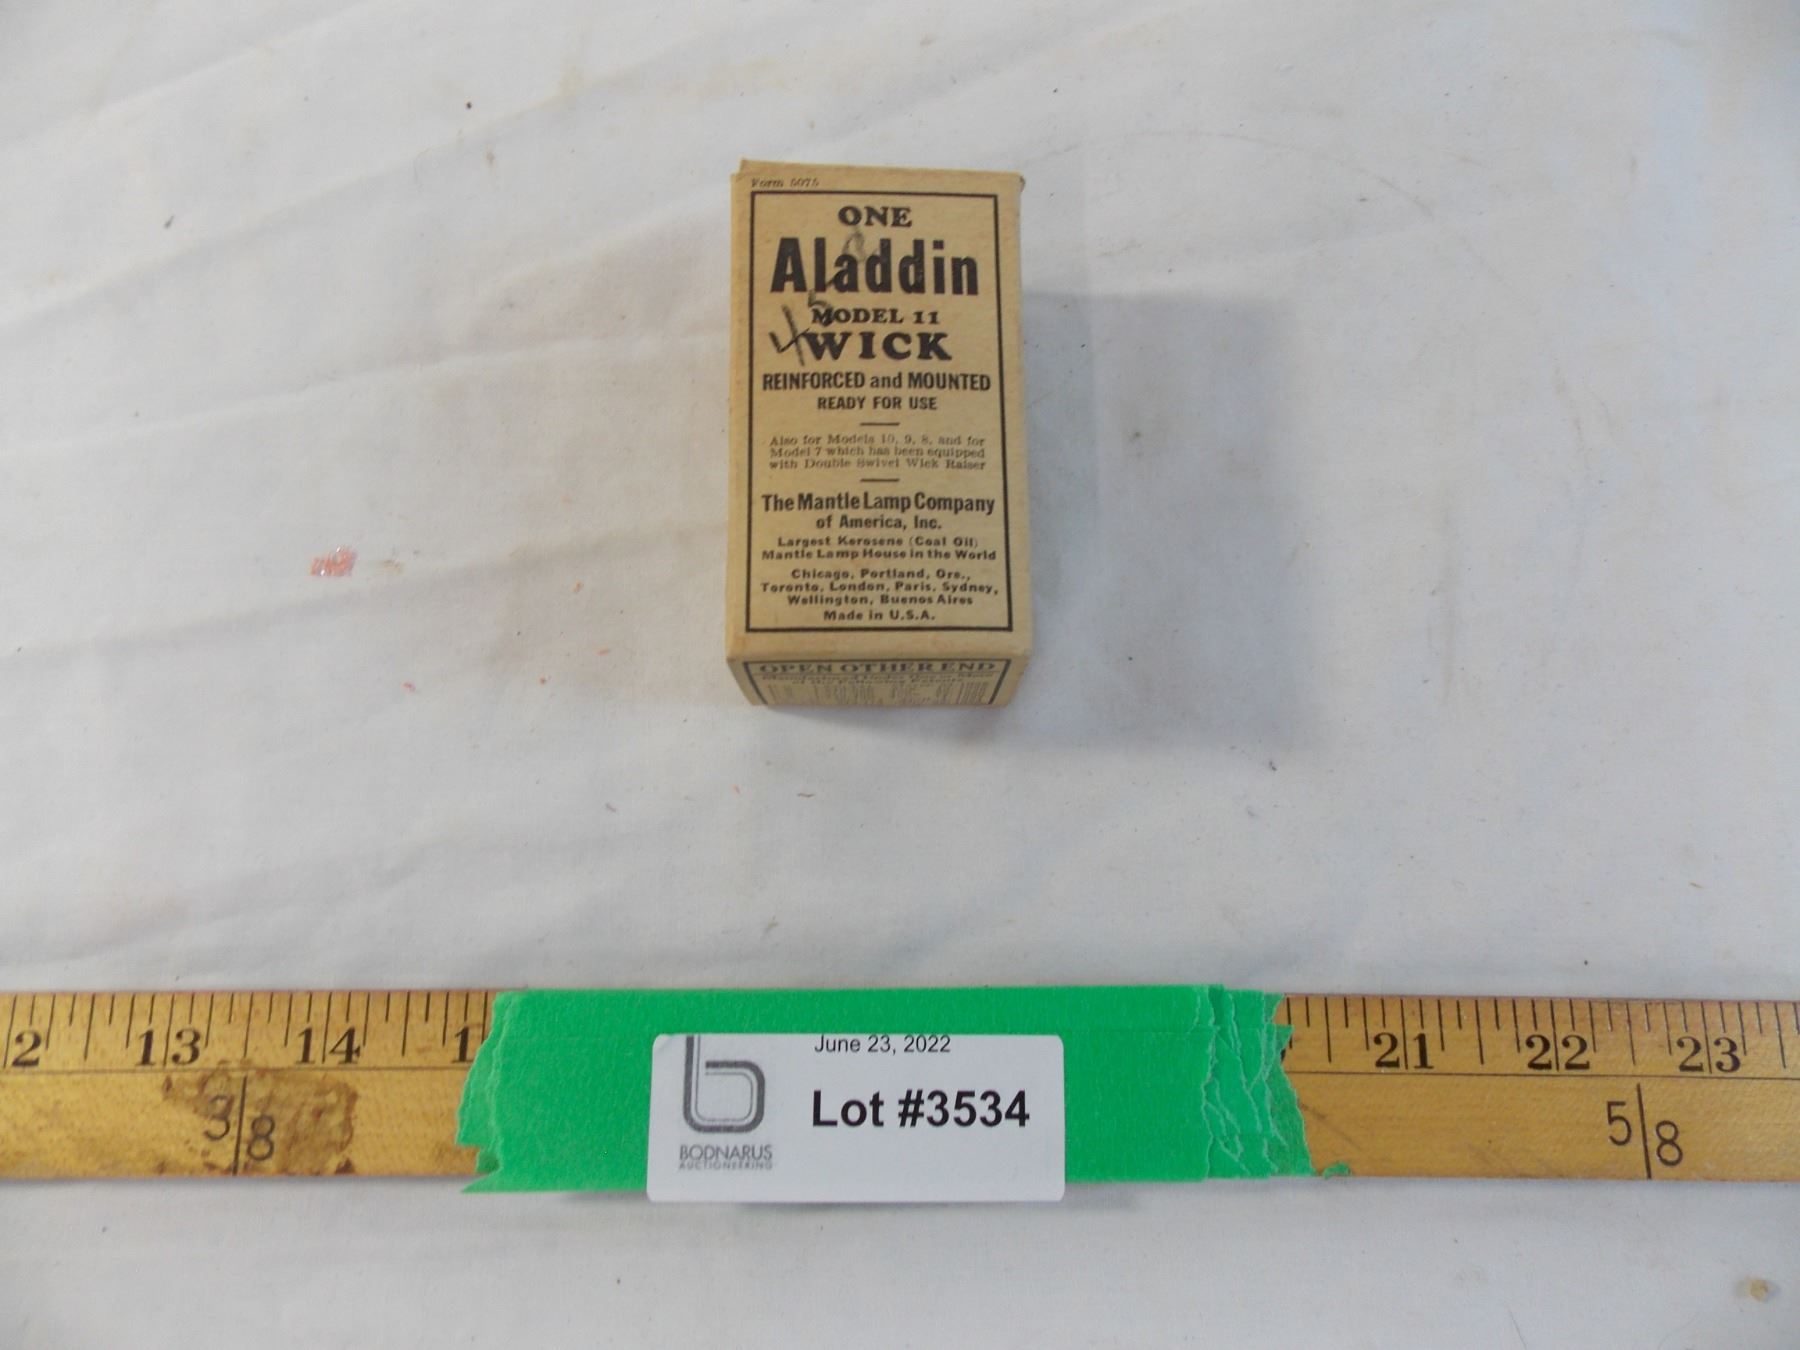 Form 5075
ONE
Aladdin
MODEL 11
45
WICK
REINFORCED and MOUNTED
READY FOR USE
Also for Models 10, 9, 8, and for
Model 7 which has been equipped
with Double Swivel Wick Raiser
The Mantle Lamp Company
of America, Inc.
Largest Kerosene (Coal Oil)
Mantle Lamp House in the World
Chicago, Portland, Ore.,
Toronto, London, Paris, Sydney,
Wellington, Buenos Aires
Made in U.S.A.
OPEN OTHER END
2 13 14 1 21 22 23
3/8 5/8
June 23, 2022
Lot #3534
BODNARUS
AUCTIONEERING